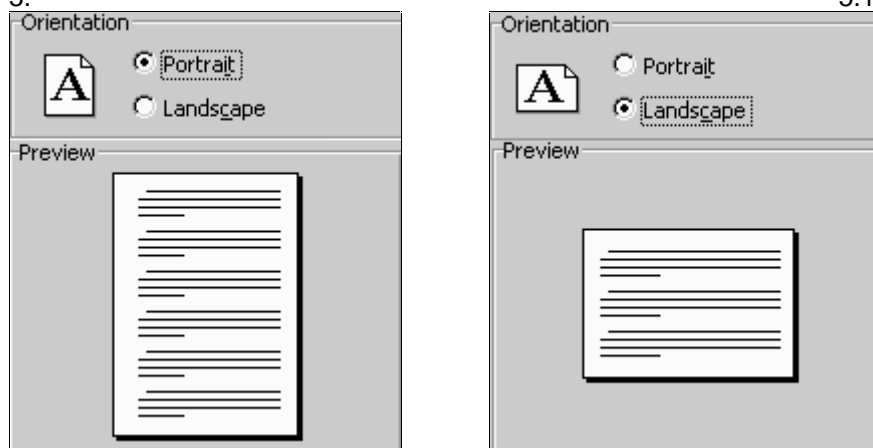 Orientation
A
Portrait
Landscape
Preview
Orientation
A
Portrait
Landscape
Preview